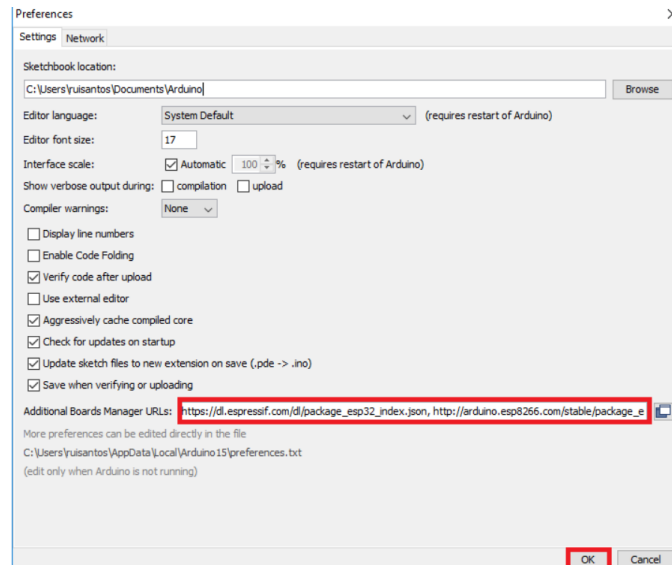 Preferences
Settings Network
Sketchbook location:
C:\Users\ruisantos\Documents\Arduino Browse
Editor language: System Default (requires restart of Arduino)
Editor font size: 17
Interface scale: Automatic 100 % (requires restart of Arduino)
Show verbose output during: compilation upload
Compiler warnings: None
Display line numbers
Enable Code Folding
Verify code after upload
Use external editor
Aggressively cache compiled core
Check for updates on startup
Update sketch files to new extension on save (.pde -> .ino)
Save when verifying or uploading
Additional Boards Manager URLs: https://dl.espressif.com/dl/package_esp32_index.json, http://arduino.esp8266.com/stable/package_e
More preferences can be edited directly in the file
C:\Users\ruisantos\AppData\Local\Arduino15\preferences.txt
(edit only when Arduino is not running)
OK Cancel